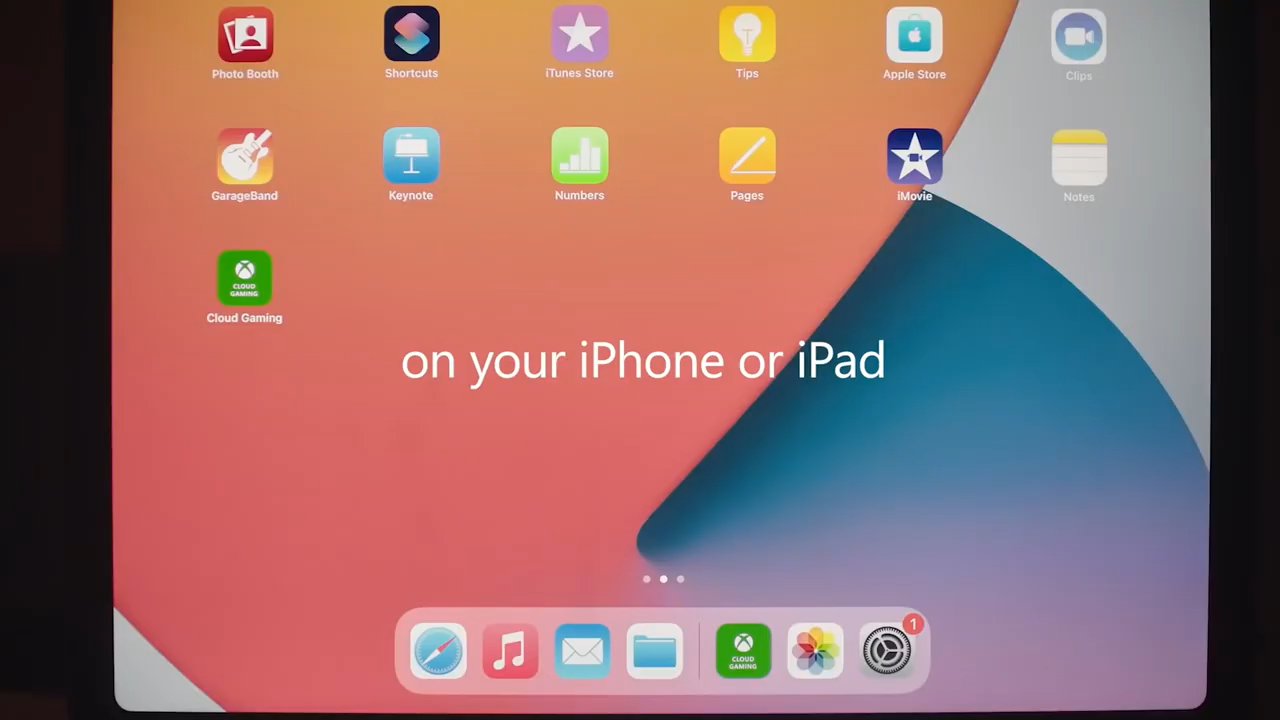 Photo Booth
Shortcuts
iTunes Store
Tips
Apple Store
Clips
GarageBand
Keynote
Numbers
Pages
iMovie
Notes
CLOUD
GAMING
Cloud Gaming
on your iPhone or iPad
CLOUD
GAMING
1